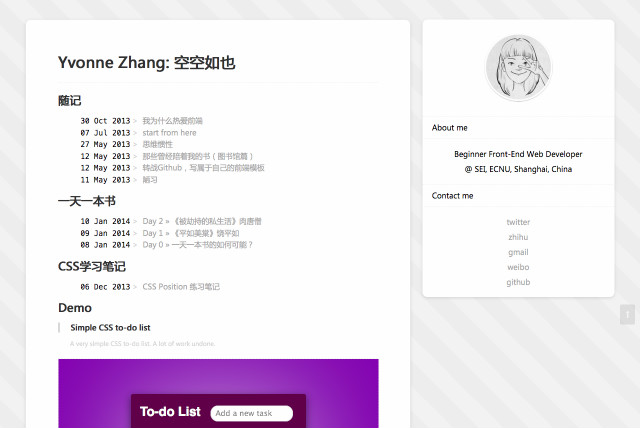 Yvonne Zhang: 空空如也
随记
30 Oct 2013 > 我为什么热爱前端
07 Jul 2013 > start from here
27 May 2013 > 思维惯性
12 May 2013 > 那些曾经陪着我的书（图书馆篇）
12 May 2013 > 转战Github，写属于自己的前端模板
11 May 2013 > 陋习
一天一本书
10 Jan 2014 > Day 2 » 《被劫持的私生活》肉唐僧
09 Jan 2014 > Day 1 » 《平如美棠》饶平如
08 Jan 2014 > Day 0 » 一天一本书的如何可能？
CSS学习笔记
06 Dec 2013 > CSS Position 练习笔记
Demo
Simple CSS to-do list
A very simple CSS to-do list. A lot of work undone.
To-do List
Add a new task
About me
Beginner Front-End Web Developer
@ SEI, ECNU, Shanghai, China
Contact me
twitter
zhihu
gmail
weibo
github